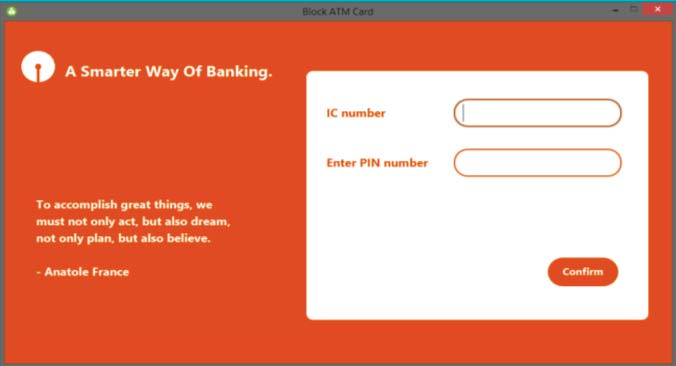 Block ATM Card
A Smarter Way Of Banking.
IC number
Enter PIN number
To accomplish great things, we
must not only act, but also dream,
not only plan, but also believe.
- Anatole France
Confirm